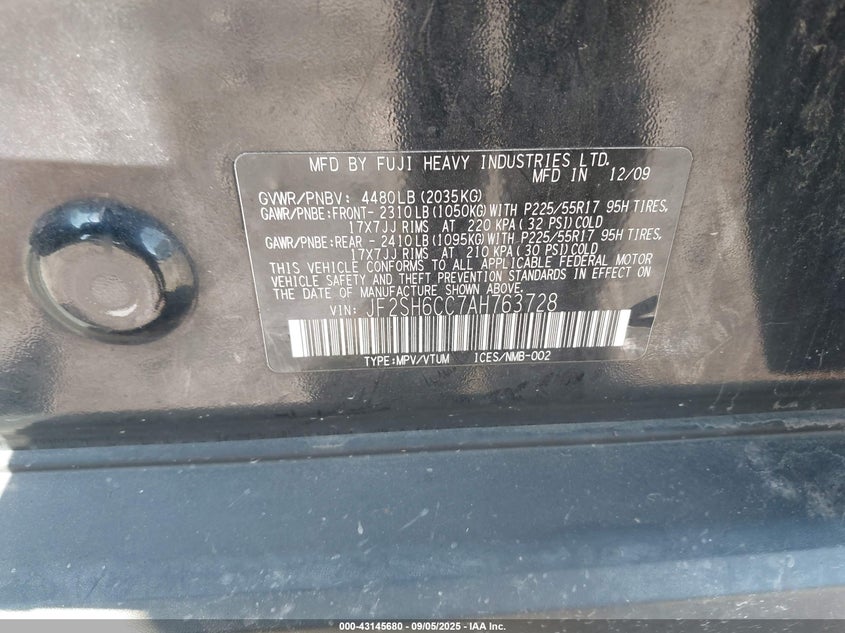 MFD BY FUJI HEAVY INDUSTRIES LTD.
MFD IN 12/09
GVWR/PNBV: 4480LB (2035KG)
GAWR/PNBE:FRONT- 2310LB (1050KG) WITH P225/55R17 95H TIRES,
17X7JJ RIMS AT 220 KPA (32 PSI) COLD
GAWR/PNBE:REAR - 2410LB (1095KG) WITH P225/55R17 95H TIRES,
17X7JJ RIMS AT 210 KPA (30 PSI) COLD
THIS VEHICLE CONFORMS TO ALL APPLICABLE FEDERAL MOTOR
VEHICLE SAFETY AND THEFT PREVENTION STANDARDS IN EFFECT ON
THE DATE OF MANUFACTURE SHOWN ABOVE.
VIN: JF2SH6CC7AH763728
TYPE:MPV/VTUM ICES/NMB-002
000-43145680 - 09/05/2025 - IAA Inc.